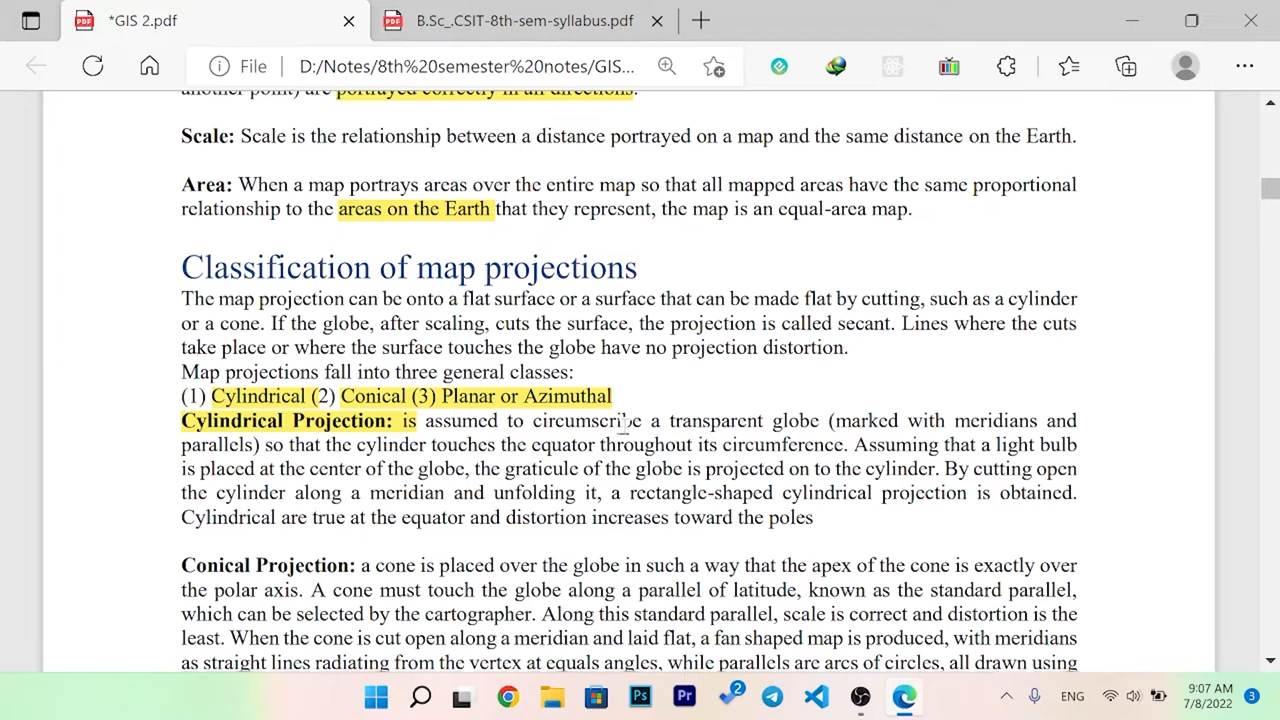 *GIS 2.pdf
B.Sc_.CSIT-8th-sem-syllabus.pdf
File
D:/Notes/8th%20semester%20notes/GIS...
another point) are portrayed correctly in all directions.
Scale: Scale is the relationship between a distance portrayed on a map and the same distance on the Earth.
Area: When a map portrays areas over the entire map so that all mapped areas have the same proportional
relationship to the areas on the Earth that they represent, the map is an equal-area map.
Classification of map projections
The map projection can be onto a flat surface or a surface that can be made flat by cutting, such as a cylinder
or a cone. If the globe, after scaling, cuts the surface, the projection is called secant. Lines where the cuts
take place or where the surface touches the globe have no projection distortion.
Map projections fall into three general classes:
(1) Cylindrical (2) Conical (3) Planar or Azimuthal
Cylindrical Projection: is assumed to circumscribe a transparent globe (marked with meridians and
parallels) so that the cylinder touches the equator throughout its circumference. Assuming that a light bulb
is placed at the center of the globe, the graticule of the globe is projected on to the cylinder. By cutting open
the cylinder along a meridian and unfolding it, a rectangle-shaped cylindrical projection is obtained.
Cylindrical are true at the equator and distortion increases toward the poles
Conical Projection: a cone is placed over the globe in such a way that the apex of the cone is exactly over
the polar axis. A cone must touch the globe along a parallel of latitude, known as the standard parallel,
which can be selected by the cartographer. Along this standard parallel, scale is correct and distortion is the
least. When the cone is cut open along a meridian and laid flat, a fan shaped map is produced, with meridians
as straight lines radiating from the vertex at equals angles, while parallels are arcs of circles, all drawn using
ENG
9:07 AM
7/8/2022
2
3